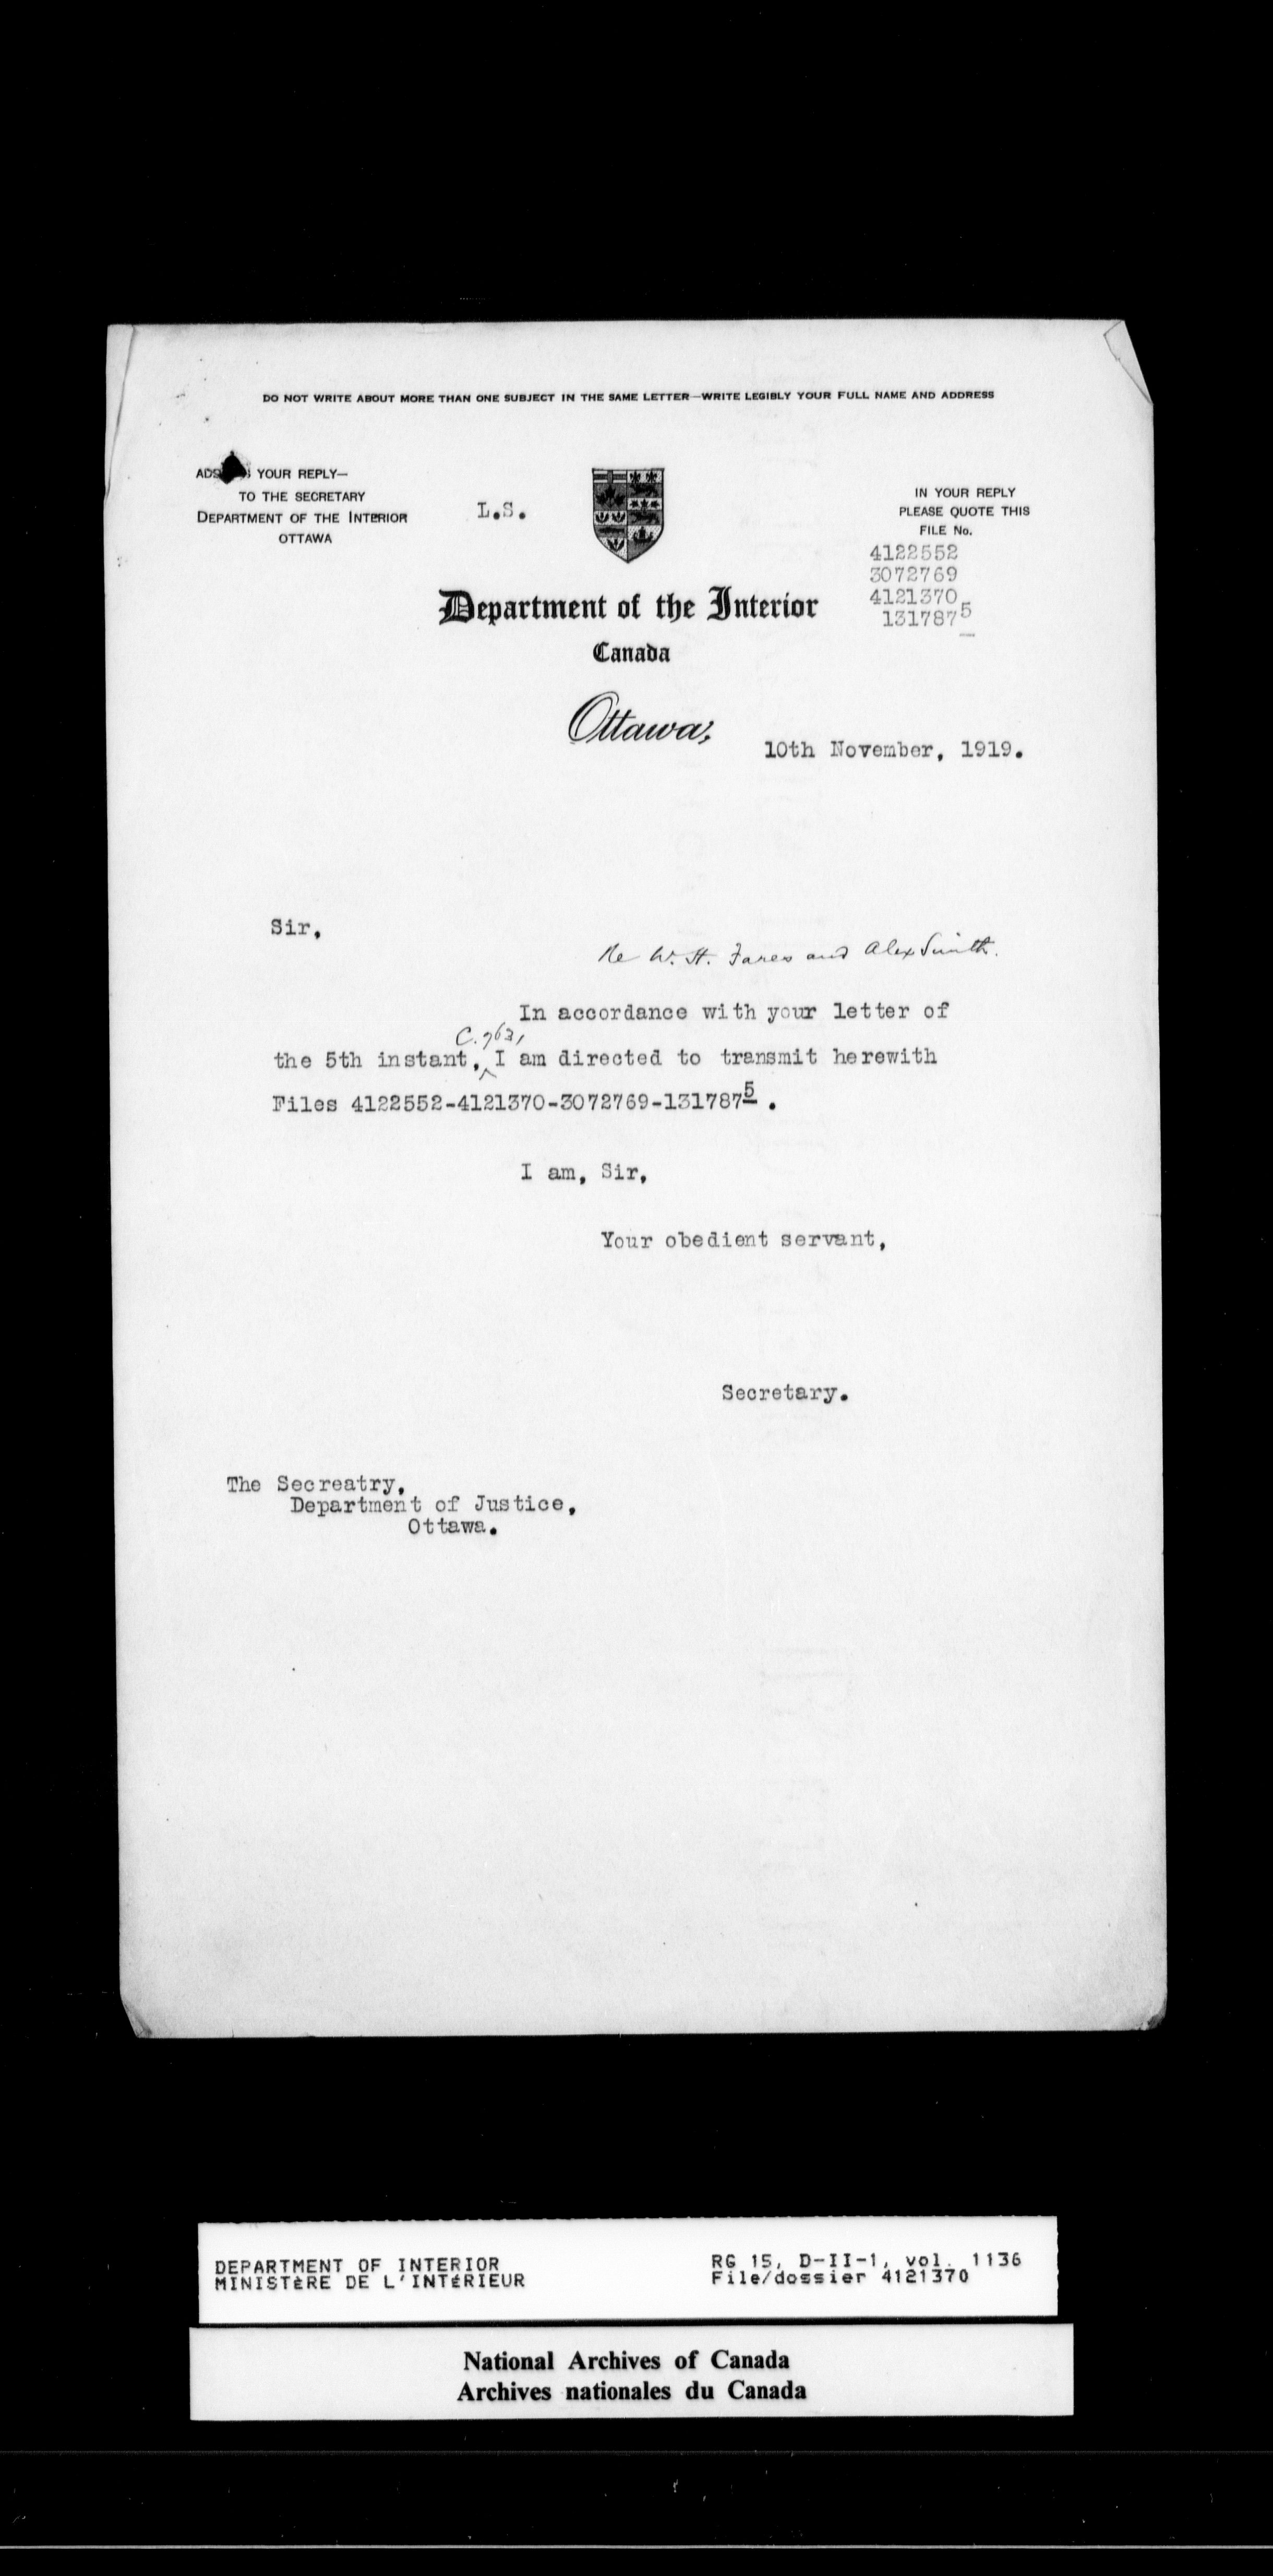 DO NOT WRITE ABOUT MORE THAN ONE SUBJECT IN THE SAME LETTER—WRITE LEGIBLY YOUR FULL NAME AND ADDRESS
YOUR REPLY—
TO THE SECRETARY
DEPARTMENT OF THE INTERIOR
OTTAWA
L.S.
IN YOUR REPLY
PLEASE QUOTE THIS
FILE No.
4122552
3072769
4121370
131787⁵
Department of the Interior
Canada
Ottawa,
10th November, 1919.
Sir,
Re W. H. Fares and Alex Smith.
In accordance with your letter of
C. 963,
the 5th instant, I am directed to transmit herewith
Files 4122552-4121370-3072769-131787⁵ .
I am, Sir,
Your obedient servant,
Secretary.
The Secreatry,
Department of Justice,
Ottawa.
DEPARTMENT OF INTERIOR
MINISTÈRE DE L'INTÉRIEUR
RG 15, D-II-1, vol. 1136
File/dossier 4121370
National Archives of Canada
Archives nationales du Canada